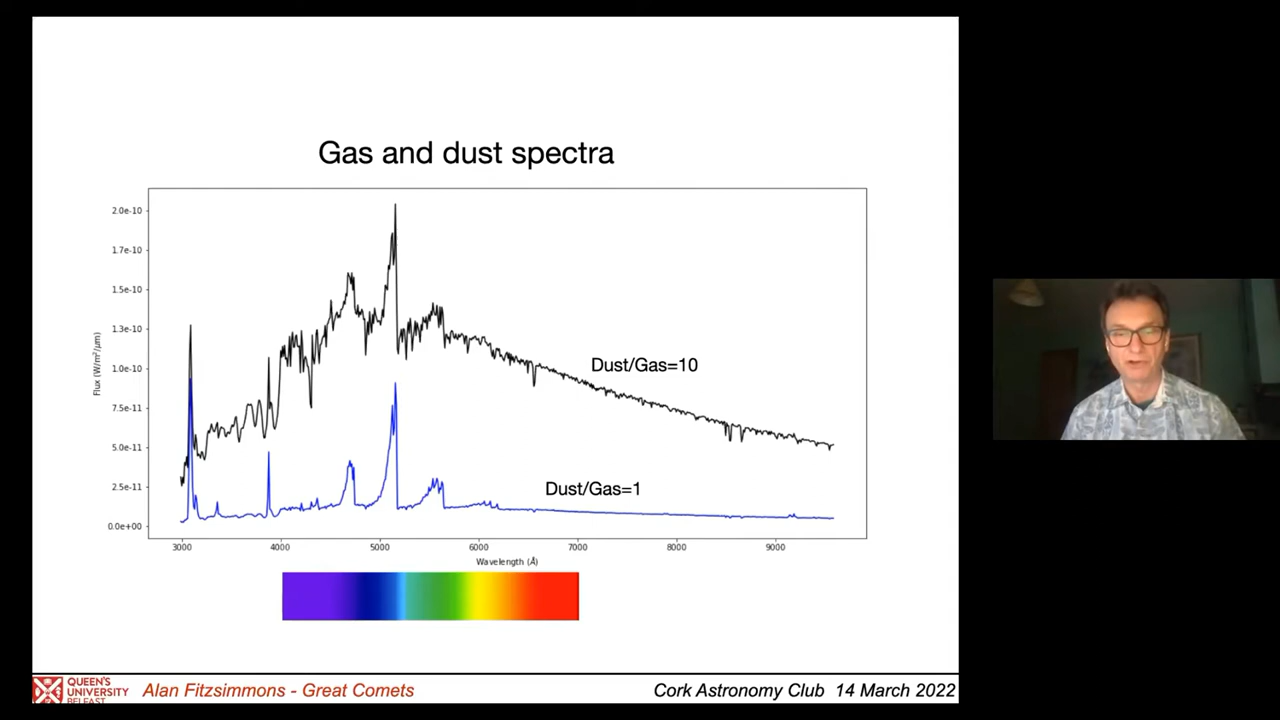 Gas and dust spectra
2.0e-10
1.7e-10
1.5e-10
1.3e-10
1.0e-10
7.5e-11
5.0e-11
2.5e-11
0.0e+00
Flux (W/m²/μm)
Dust/Gas=10
Dust/Gas=1
3000 4000 5000 6000 7000 8000 9000
Wavelength (Å)
QUEEN'S
UNIVERSITY
BELFAST
Alan Fitzsimmons - Great Comets
Cork Astronomy Club 14 March 2022